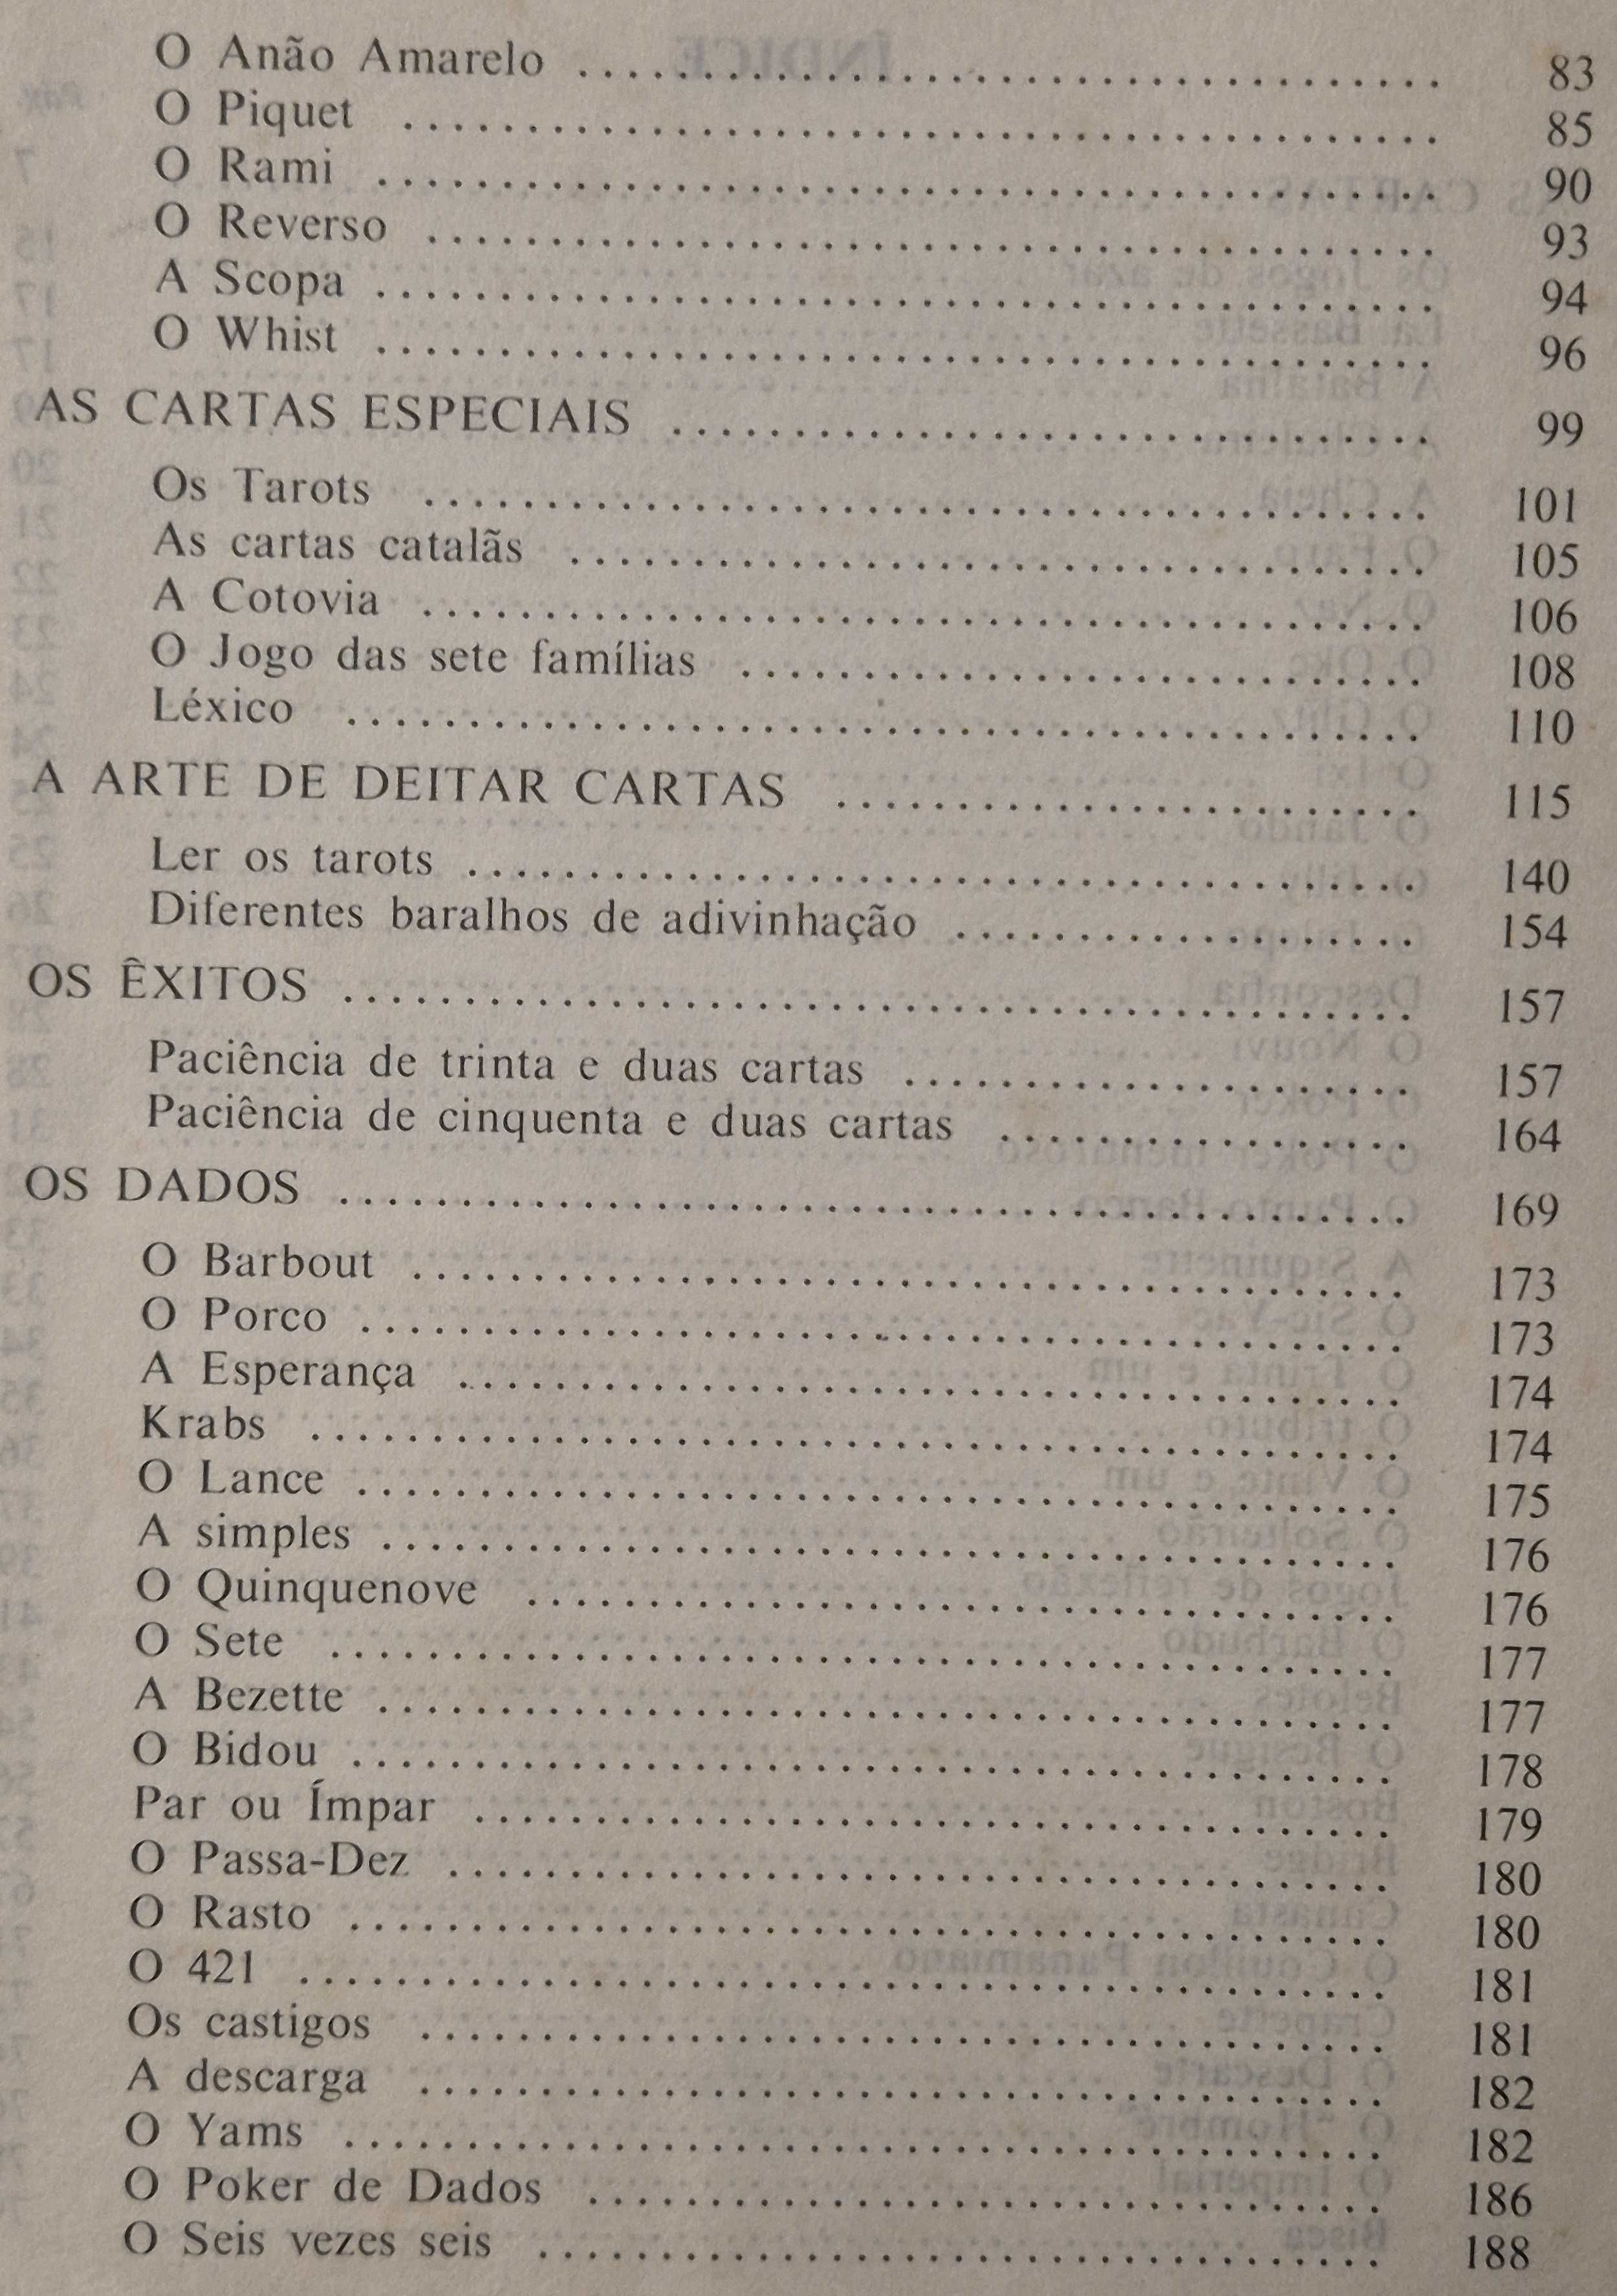 O Anão Amarelo ........ 83
O Piquet ........ 85
O Rami ........ 90
O Reverso ........ 93
A Scopa ........ 94
O Whist ........ 96
AS CARTAS ESPECIAIS ........ 99
Os Tarots ........ 101
As cartas catalãs ........ 105
A Cotovia ........ 106
O Jogo das sete famílias ........ 108
Léxico ........ 110
A ARTE DE DEITAR CARTAS ........ 115
Ler os tarots ........ 140
Diferentes baralhos de adivinhação ........ 154
OS ÊXITOS ........ 157
Paciência de trinta e duas cartas ........ 157
Paciência de cinquenta e duas cartas ........ 164
OS DADOS ........ 169
O Barbout ........ 173
O Porco ........ 173
A Esperança ........ 174
Krabs ........ 174
O Lance ........ 175
A simples ........ 176
O Quinquenove ........ 176
O Sete ........ 177
A Bezette ........ 177
O Bidou ........ 178
Par ou Ímpar ........ 179
O Passa-Dez ........ 180
O Rasto ........ 180
O 421 ........ 181
Os castigos ........ 181
A descarga ........ 182
O Yams ........ 182
O Poker de Dados ........ 186
O Seis vezes seis ........ 188